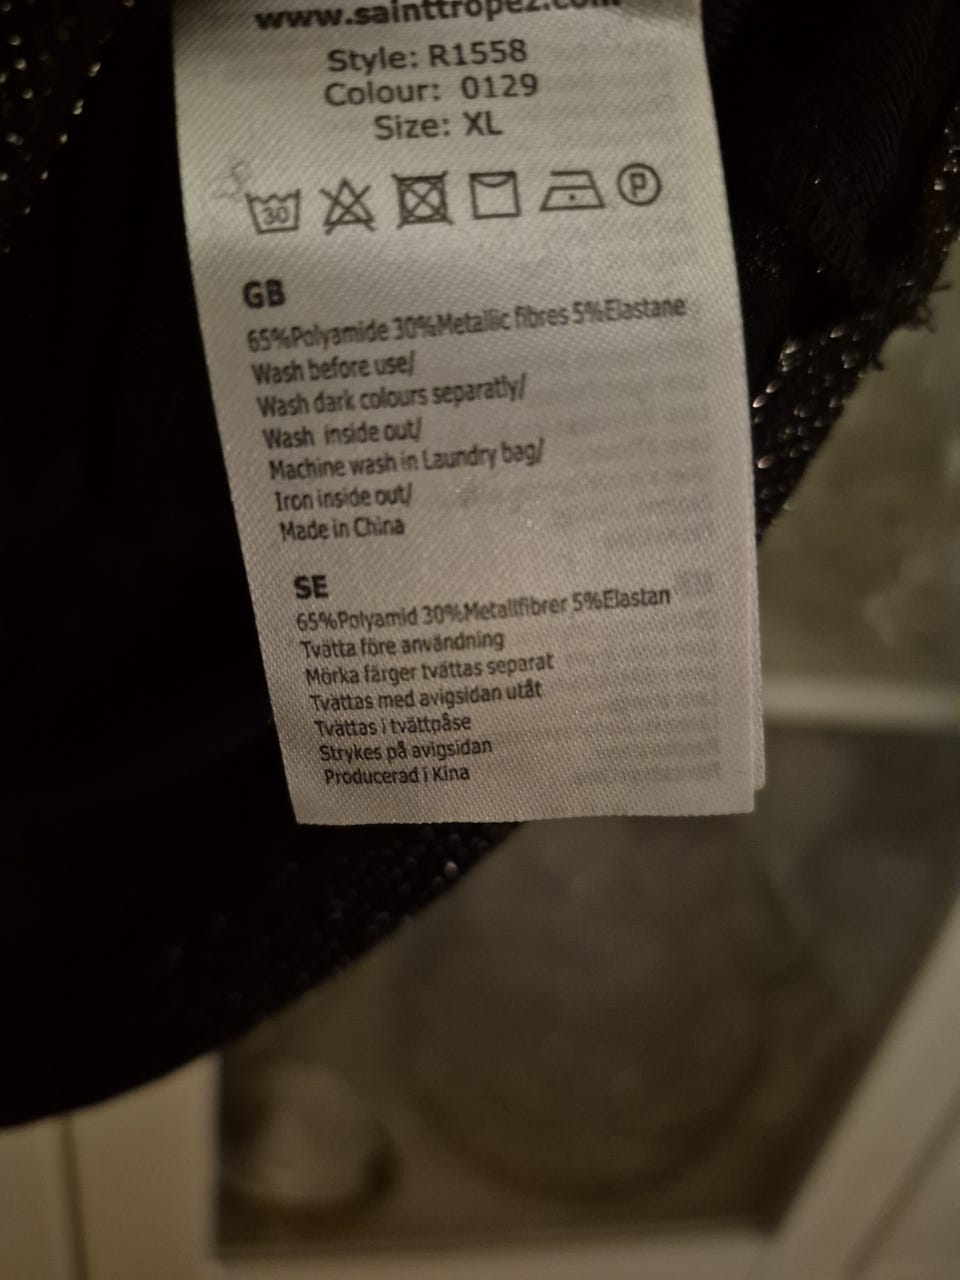 www.sainttropez.com
Style: R1558
Colour: 0129
Size: XL
30 P
GB
65%Polyamide 30%Metallic fibres 5%Elastane
Wash before use/
Wash dark colours separatly/
Wash inside out/
Machine wash in Laundry bag/
Iron inside out/
Made in China
SE
65%Polyamid 30%Metallfibrer 5%Elastan
Tvätta före användning
Mörka färger tvättas separat
Tvättas med avigsidan utåt
Tvättas i tvättpåse
Strykes på avigsidan
Producerad i Kina